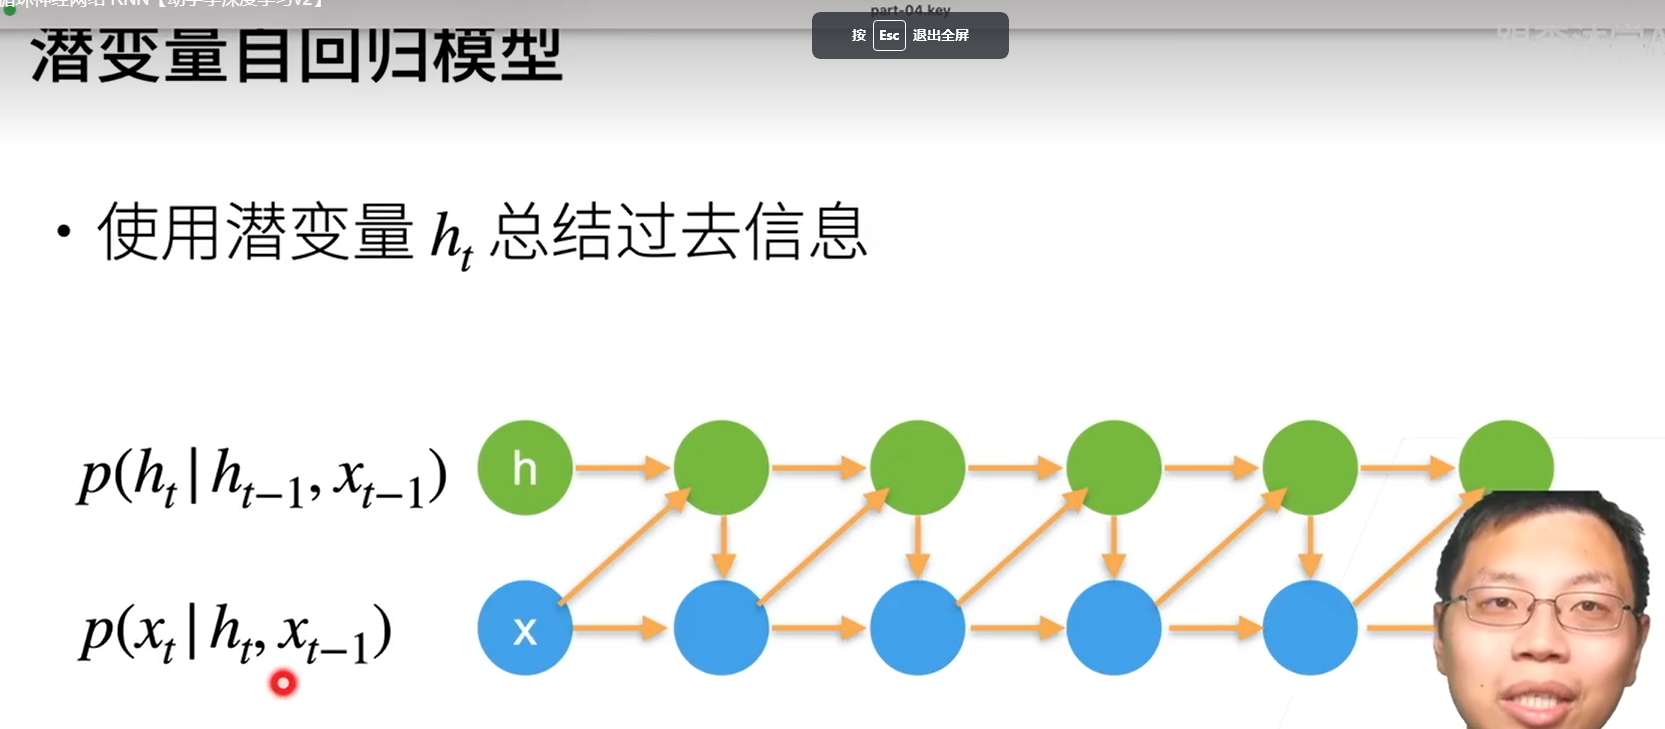 循环神经网络 RNN【动手学深度学习v2】
part-04.key
按 Esc 退出全屏
潜变量自回归模型
• 使用潜变量 h_t 总结过去信息
p(h_t | h_{t-1}, x_{t-1})
h
p(x_t | h_t, x_{t-1})
x